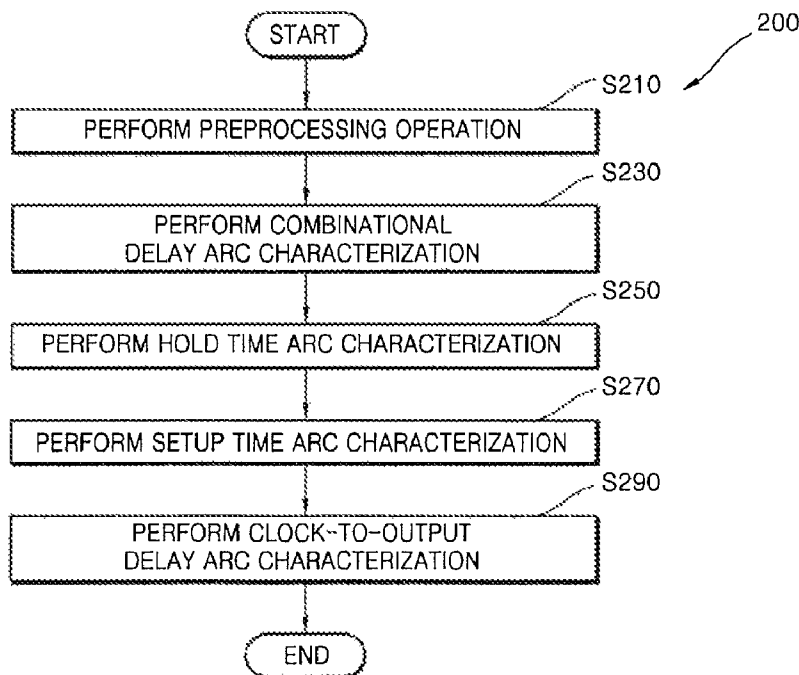 START
200
S210
PERFORM PREPROCESSING OPERATION
S230
PERFORM COMBINATIONAL
DELAY ARC CHARACTERIZATION
S250
PERFORM HOLD TIME ARC CHARACTERIZATION
S270
PERFORM SETUP TIME ARC CHARACTERIZATION
S290
PERFORM CLOCK-TO-OUTPUT
DELAY ARC CHARACTERIZATION
END